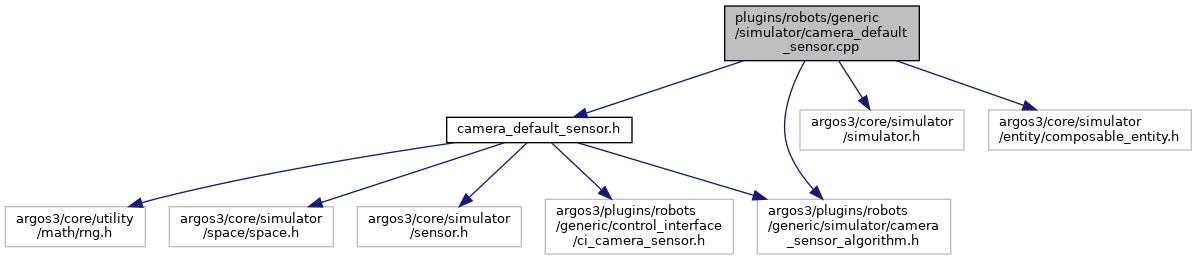 plugins/robots/generic
/simulator/camera_default
_sensor.cpp
camera_default_sensor.h
argos3/core/simulator
/simulator.h
argos3/core/simulator
/entity/composable_entity.h
argos3/core/utility
/math/rng.h
argos3/core/simulator
/space/space.h
argos3/core/simulator
/sensor.h
argos3/plugins/robots
/generic/control_interface
/ci_camera_sensor.h
argos3/plugins/robots
/generic/simulator/camera
_sensor_algorithm.h